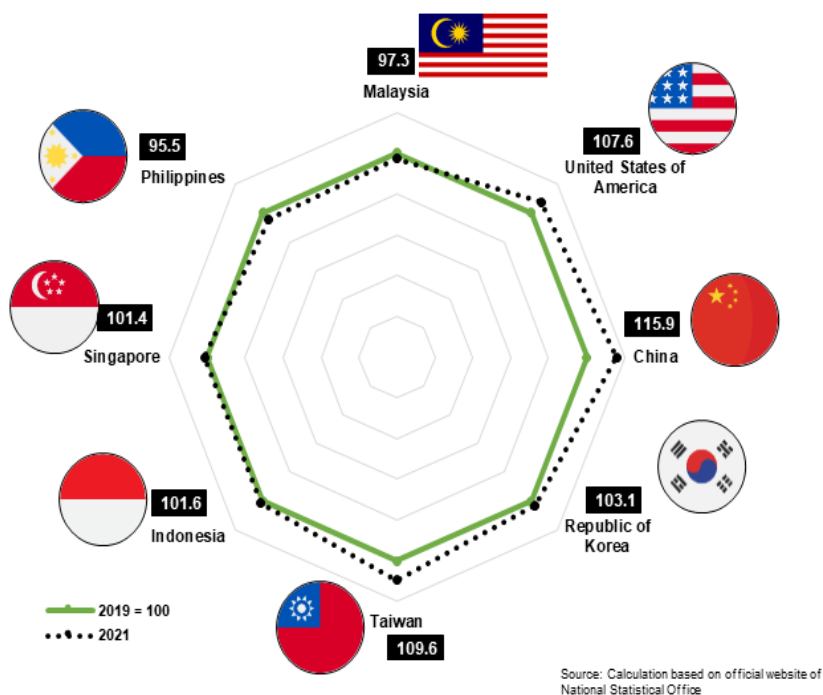 97.3
Malaysia
107.6
United States of
America
95.5
Philippines
115.9
China
101.4
Singapore
103.1
Republic of
Korea
101.6
Indonesia
Taiwan
109.6
2019 = 100
2021
Source: Calculation based on official website of
National Statistical Office